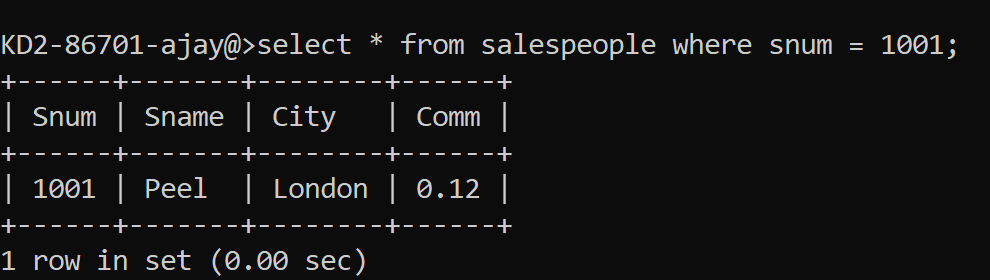 KD2-86701-ajay@>select * from salespeople where snum = 1001;
+------+-------+--------+------+
| Snum | Sname | City   | Comm |
+------+-------+--------+------+
| 1001 | Peel  | London | 0.12 |
+------+-------+--------+------+
1 row in set (0.00 sec)